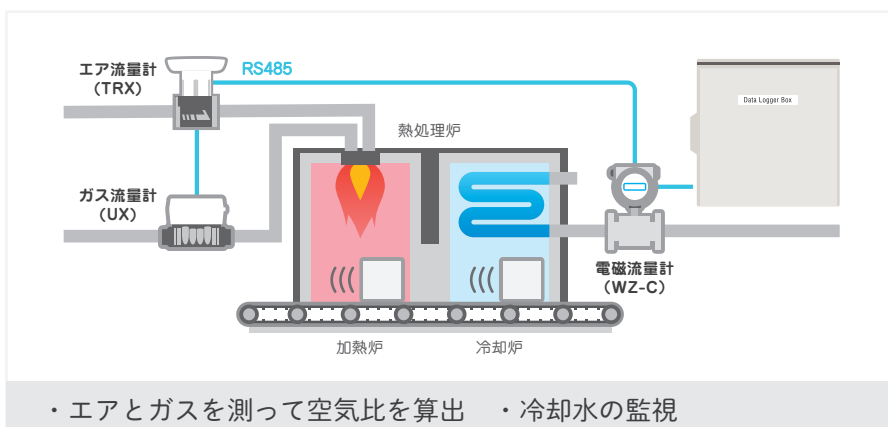 エア流量計
（TRX）
RS485
Data Logger Box
熱処理炉
ガス流量計
（UX）
電磁流量計
（WZ-C）
加熱炉
冷却炉
・エアとガスを測って空気比を算出　・冷却水の監視